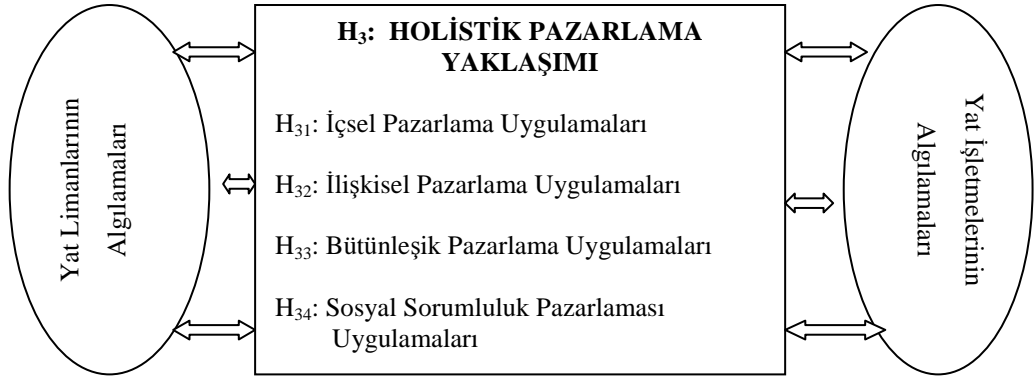 Yat Limanlarının
Algılamaları
H₃: HOLİSTİK PAZARLAMA
YAKLAŞIMI
H₃₁: İçsel Pazarlama Uygulamaları
H₃₂: İlişkisel Pazarlama Uygulamaları
H₃₃: Bütünleşik Pazarlama Uygulamaları
H₃₄: Sosyal Sorumluluk Pazarlaması
Uygulamaları
Yat İşletmelerinin
Algılamaları